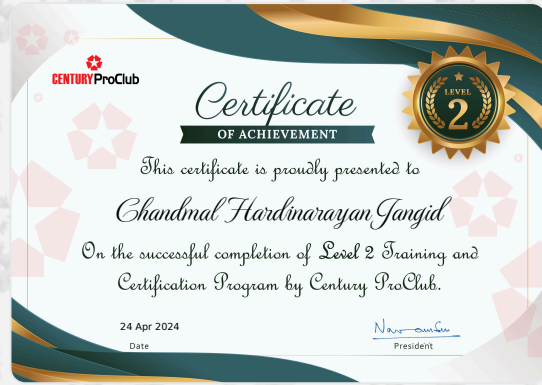 CENTURY ProClub
Certificate
OF ACHIEVEMENT
LEVEL
2
This certificate is proudly presented to
Chandmal Hardinarayan Jangid
On the successful completion of Level 2 Training and
Certification Program by Century ProClub.
24 Apr 2024
Date
President